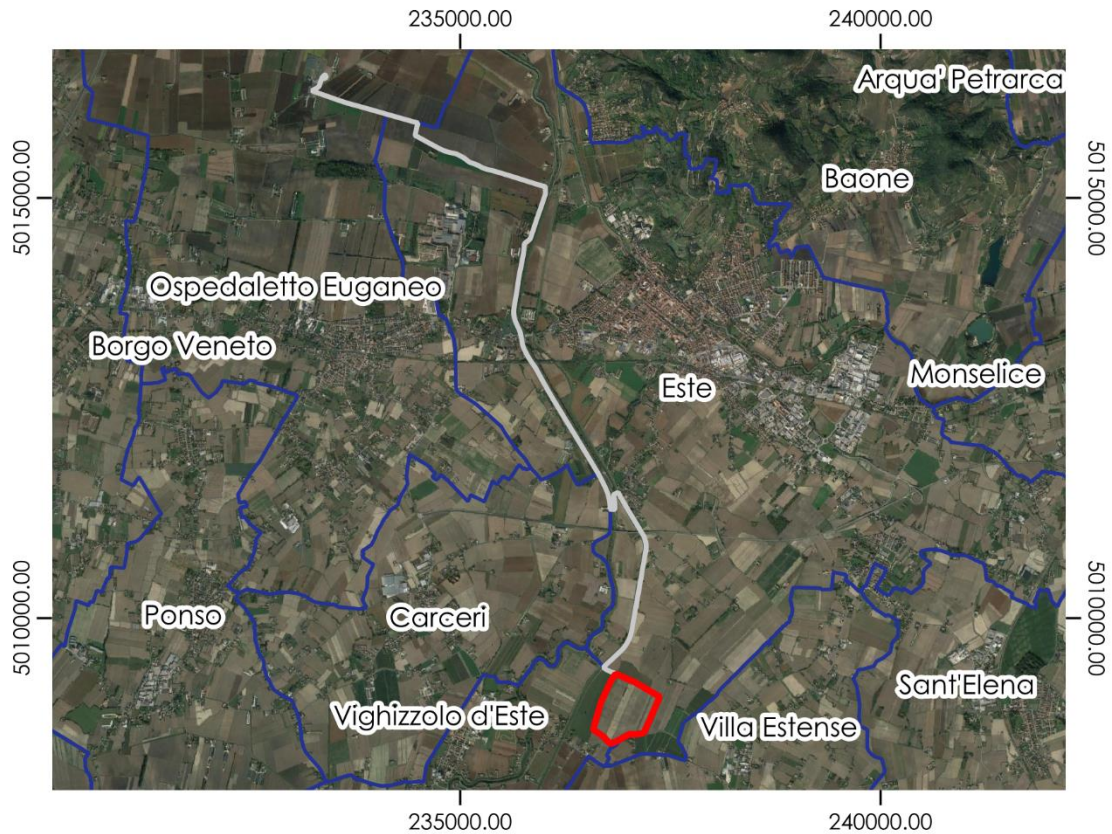 235000.00
240000.00
Arqua' Petrarca
Baone
5015000.00
5015000.00
Ospedaletto Euganeo
Borgo Veneto
Este
Monselice
5010000.00
5010000.00
Ponso
Carceri
Sant'Elena
Vighizzolo d'Este
Villa Estense
235000.00
240000.00